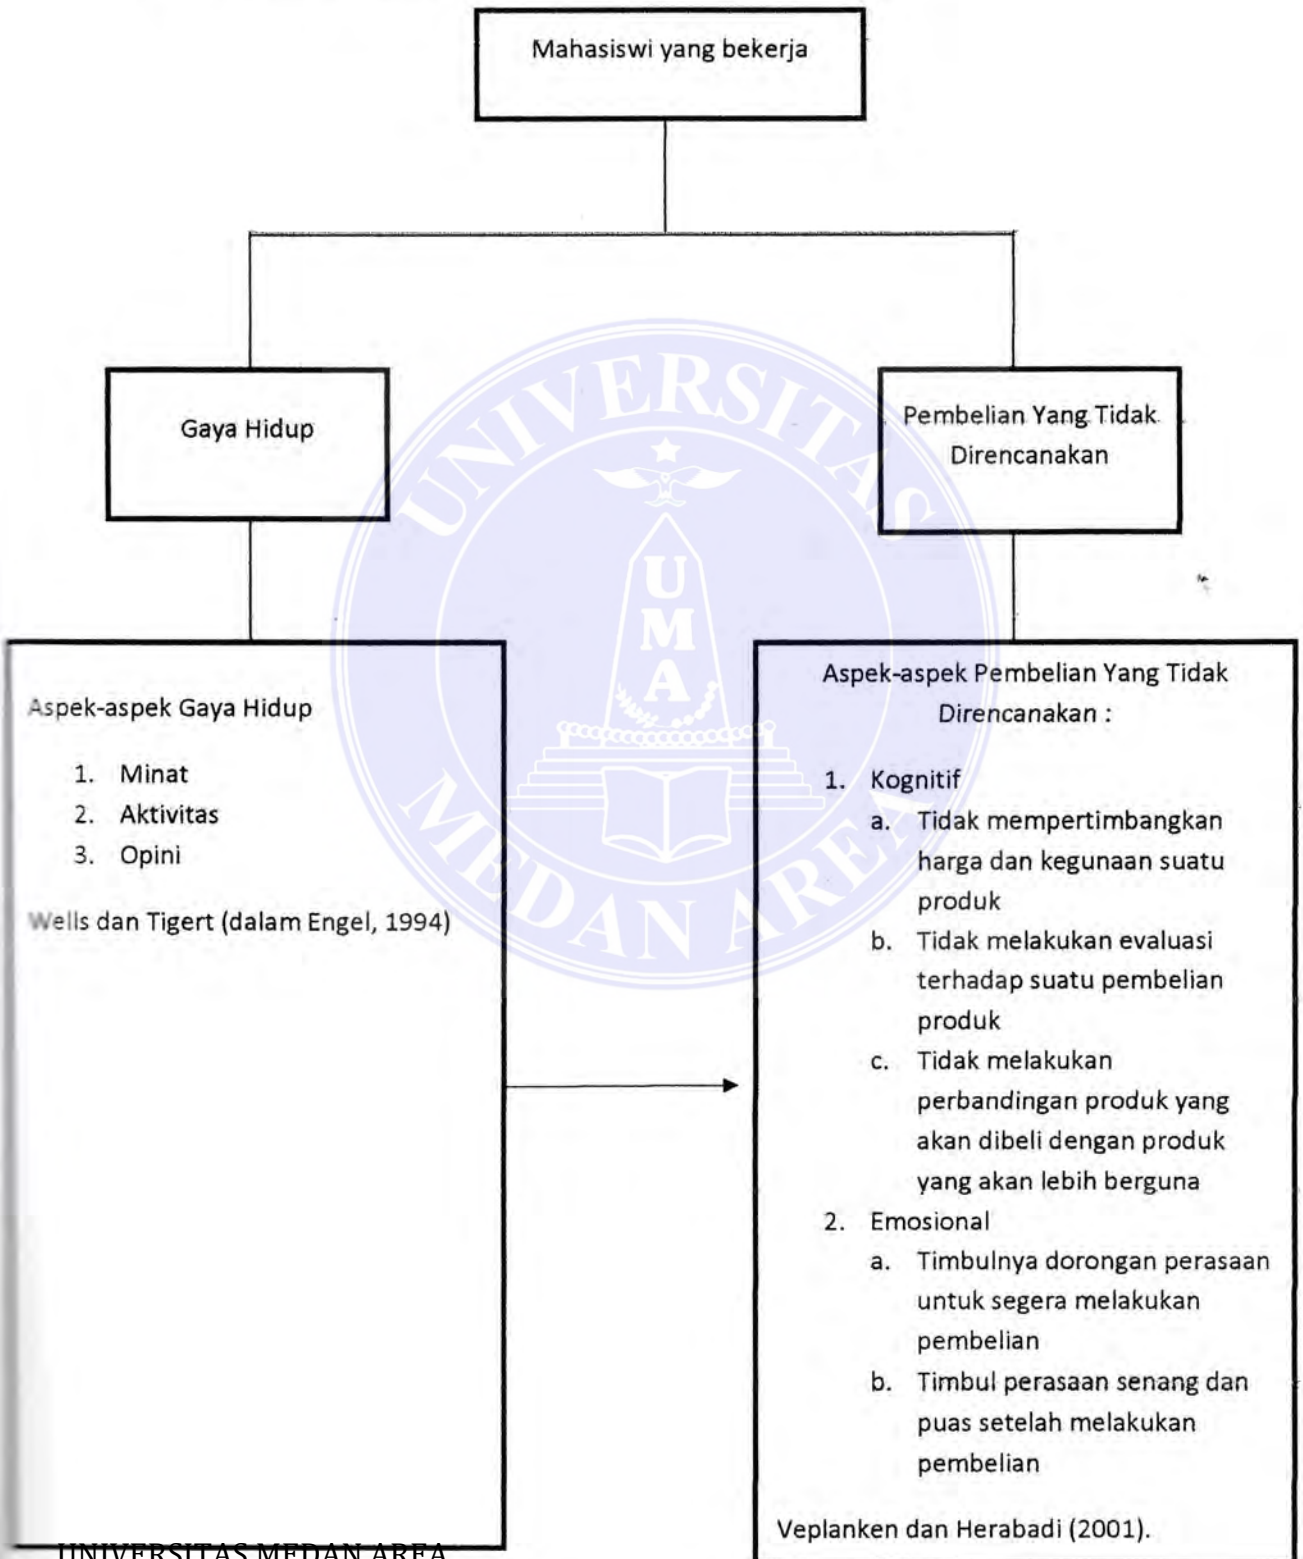 Mahasiswi yang bekerja
Gaya Hidup
Pembelian Yang Tidak
Direncanakan
UNIVERSITAS
UMA
MEDAN AREA
Aspek-aspek Gaya Hidup
1. Minat
2. Aktivitas
3. Opini
Wells dan Tigert (dalam Engel, 1994)
Aspek-aspek Pembelian Yang Tidak
Direncanakan :
1. Kognitif
a. Tidak mempertimbangkan
harga dan kegunaan suatu
produk
b. Tidak melakukan evaluasi
terhadap suatu pembelian
produk
c. Tidak melakukan
perbandingan produk yang
akan dibeli dengan produk
yang akan lebih berguna
2. Emosional
a. Timbulnya dorongan perasaan
untuk segera melakukan
pembelian
b. Timbul perasaan senang dan
puas setelah melakukan
pembelian
Veplanken dan Herabadi (2001).
UNIVERSITAS MEDAN AREA